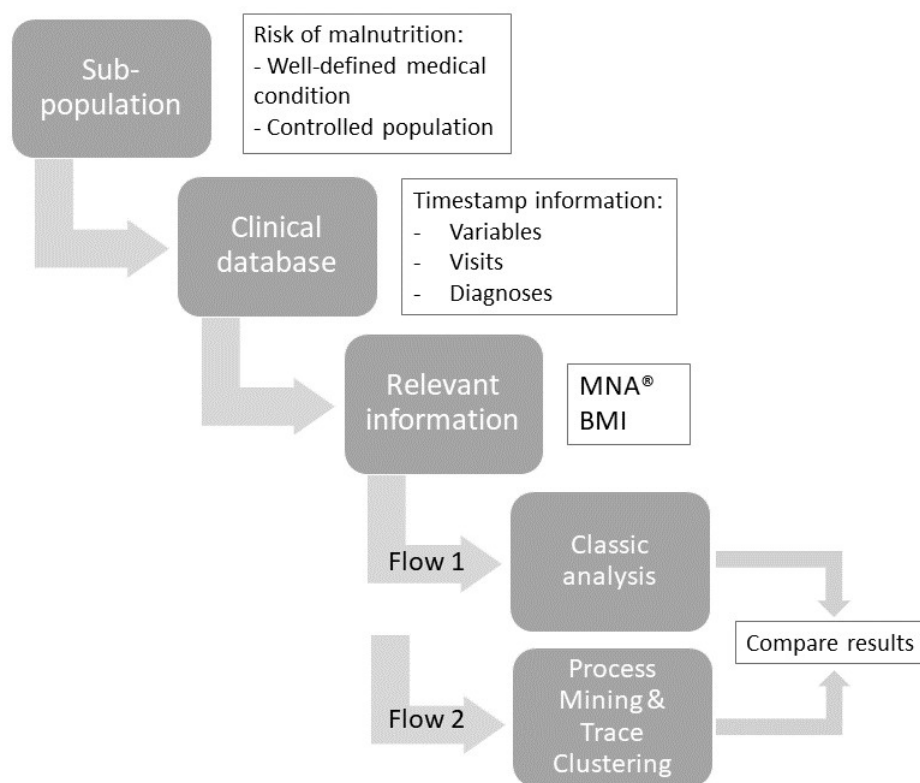 Sub-
population
Risk of malnutrition:
- Well-defined medical
condition
- Controlled population
Clinical
database
Timestamp information:
- Variables
- Visits
- Diagnoses
Relevant
information
MNA®
BMI
Flow 1
Classic
analysis
Compare results
Flow 2
Process
Mining &
Trace
Clustering